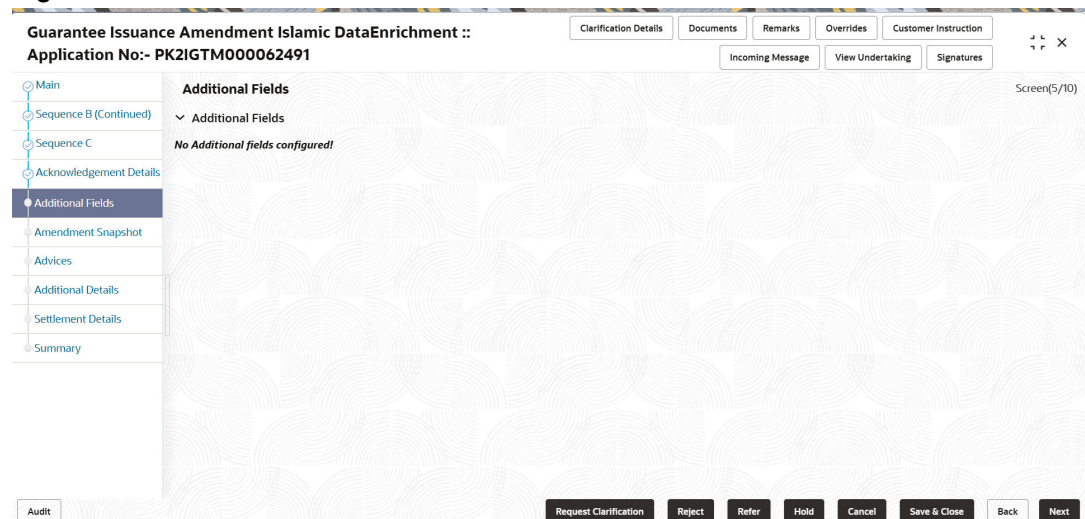 Guarantee Issuance Amendment Islamic DataEnrichment ::
Application No:- PK2IGTM000062491
Clarification Details
Documents
Remarks
Overrides
Customer Instruction
Incoming Message
View Undertaking
Signatures
Main
Sequence B (Continued)
Sequence C
Acknowledgement Details
Additional Fields
Amendment Snapshot
Advices
Additional Details
Settlement Details
Summary
Additional Fields
Screen(5/10)
Additional Fields
No Additional fields configured!
Audit
Request Clarification
Reject
Refer
Hold
Cancel
Save & Close
Back
Next